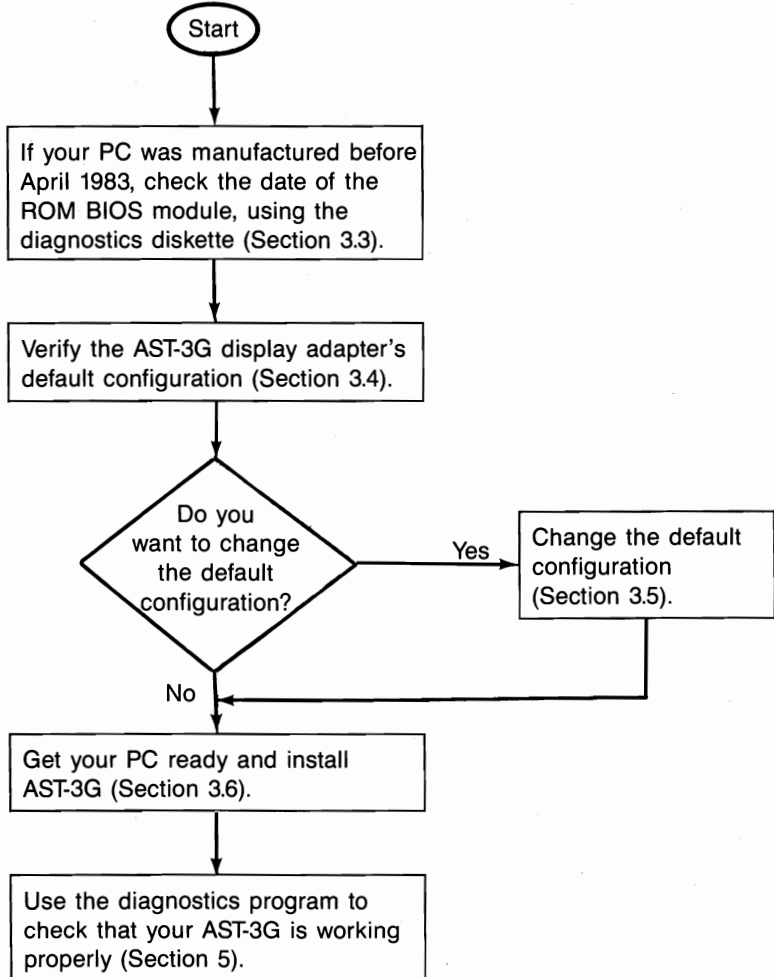 Start
If your PC was manufactured before
April 1983, check the date of the
ROM BIOS module, using the
diagnostics diskette (Section 3.3).
Verify the AST-3G display adapter's
default configuration (Section 3.4).
Do you
want to change
the default
configuration?
Yes
Change the default
configuration
(Section 3.5).
No
Get your PC ready and install
AST-3G (Section 3.6).
Use the diagnostics program to
check that your AST-3G is working
properly (Section 5).